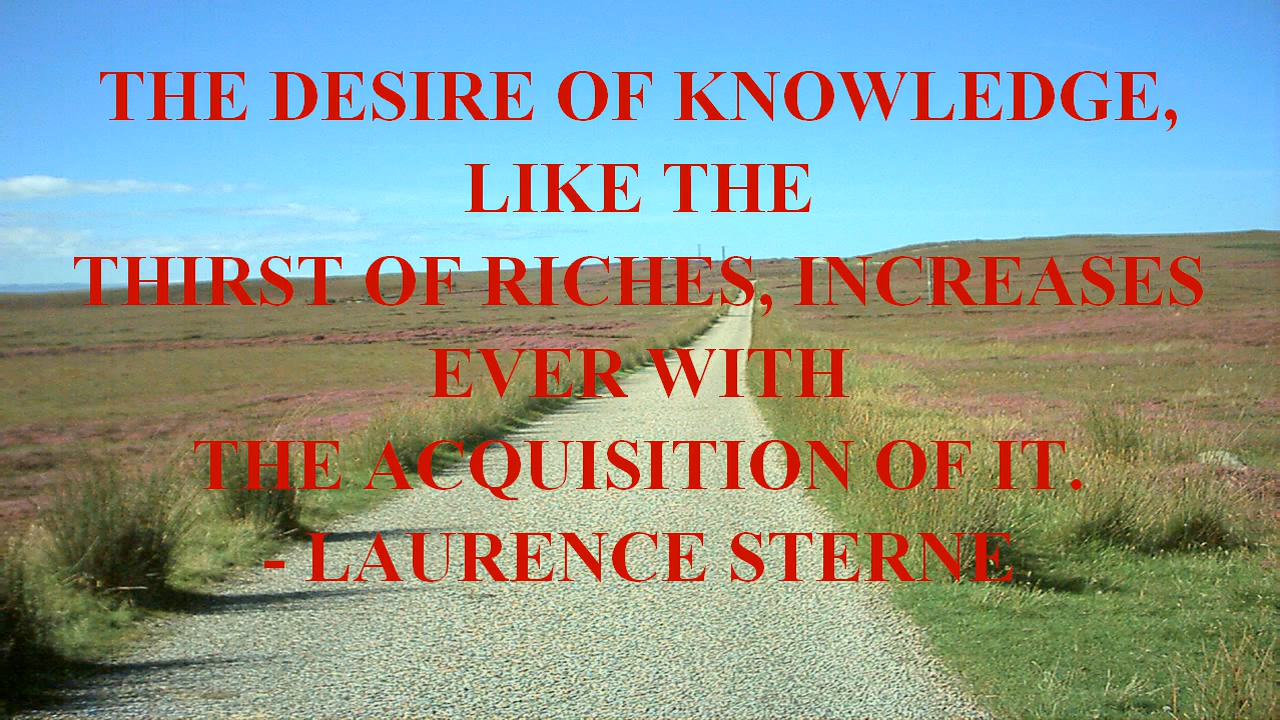 THE DESIRE OF KNOWLEDGE,
LIKE THE
THIRST OF RICHES, INCREASES
EVER WITH
THE ACQUISITION OF IT.
- LAURENCE STERNE